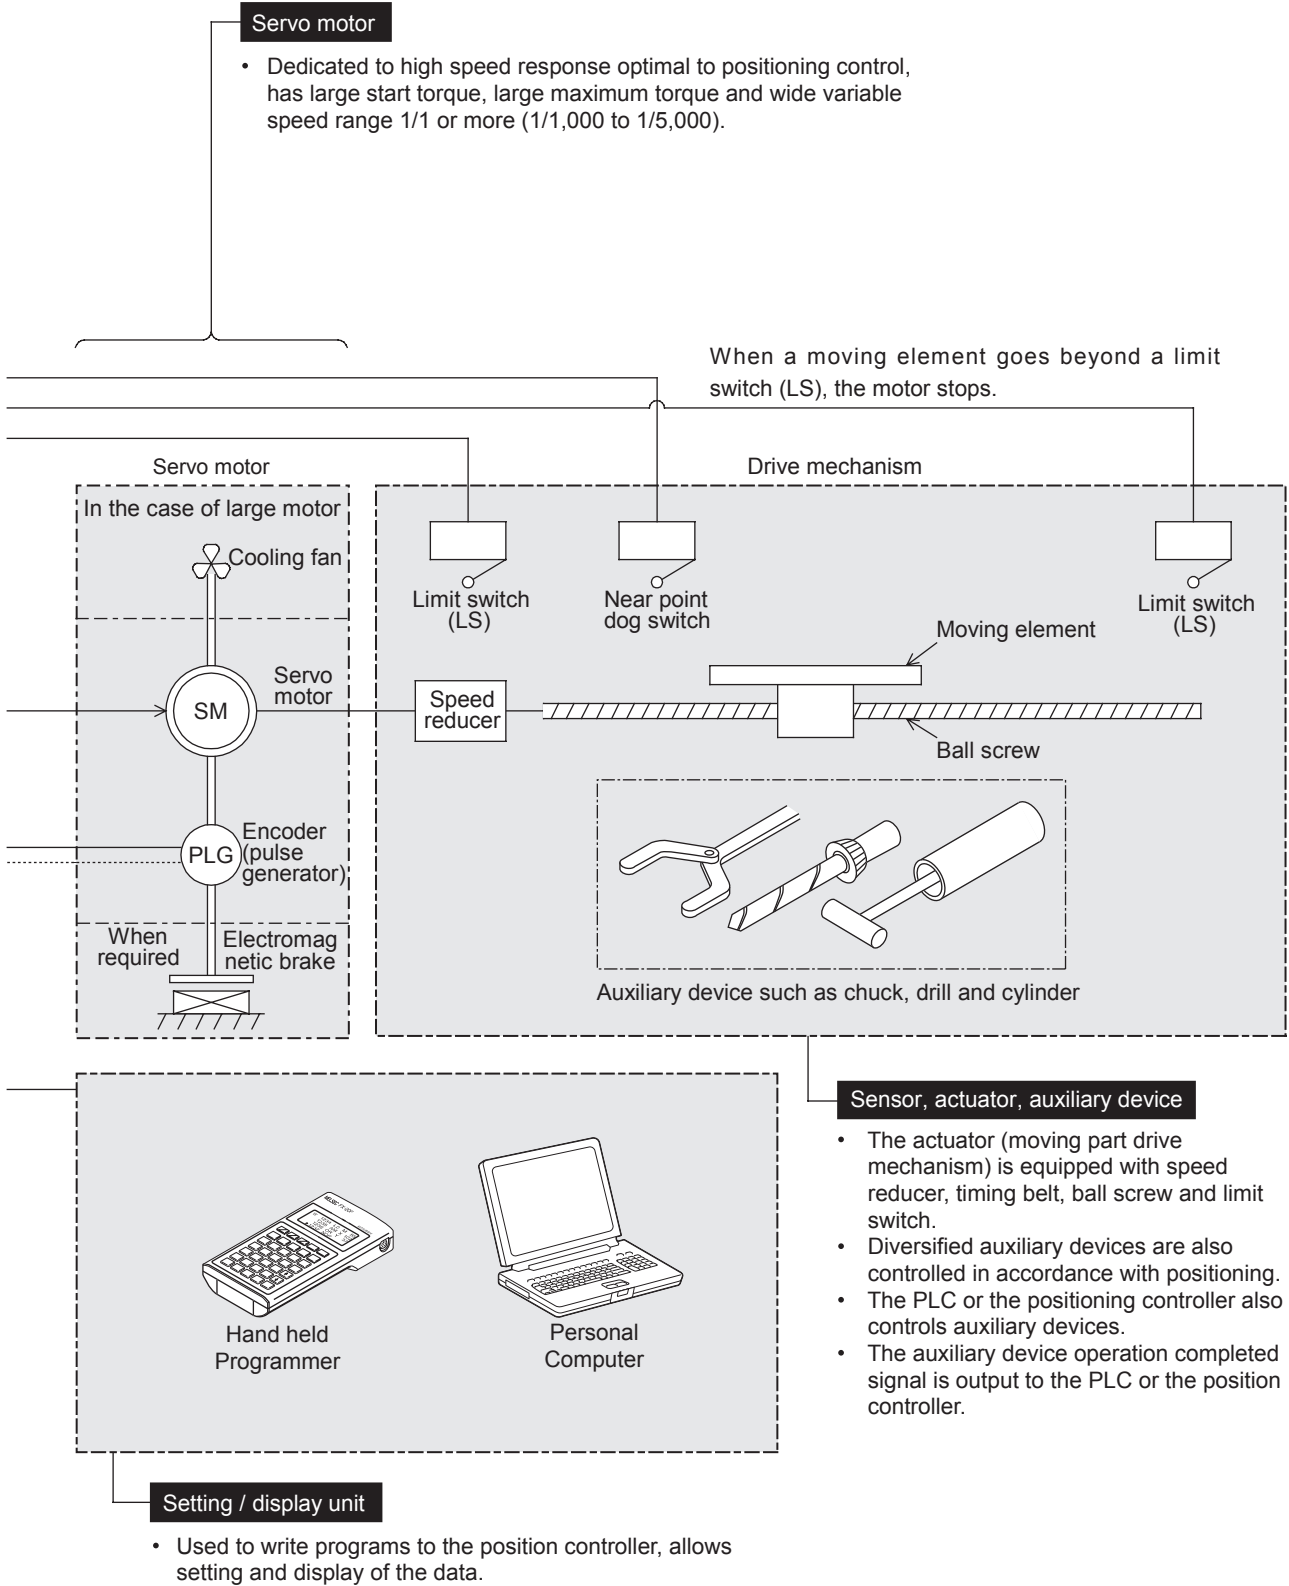 Servo motor
• Dedicated to high speed response optimal to positioning control,
has large start torque, large maximum torque and wide variable
speed range 1/1 or more (1/1,000 to 1/5,000).
When a moving element goes beyond a limit
switch (LS), the motor stops.
Servo motor
Drive mechanism
In the case of large motor
Cooling fan
Limit switch
(LS)
Near point
dog switch
Limit switch
(LS)
Moving element
Servo
motor
SM
Speed
reducer
Ball screw
Encoder
(pulse
generator)
PLG
When
required
Electromag
netic brake
Auxiliary device such as chuck, drill and cylinder
Sensor, actuator, auxiliary device
• The actuator (moving part drive
mechanism) is equipped with speed
reducer, timing belt, ball screw and limit
switch.
• Diversified auxiliary devices are also
controlled in accordance with positioning.
• The PLC or the positioning controller also
controls auxiliary devices.
• The auxiliary device operation completed
signal is output to the PLC or the position
controller.
Hand held
Programmer
Personal
Computer
Setting / display unit
• Used to write programs to the position controller, allows
setting and display of the data.